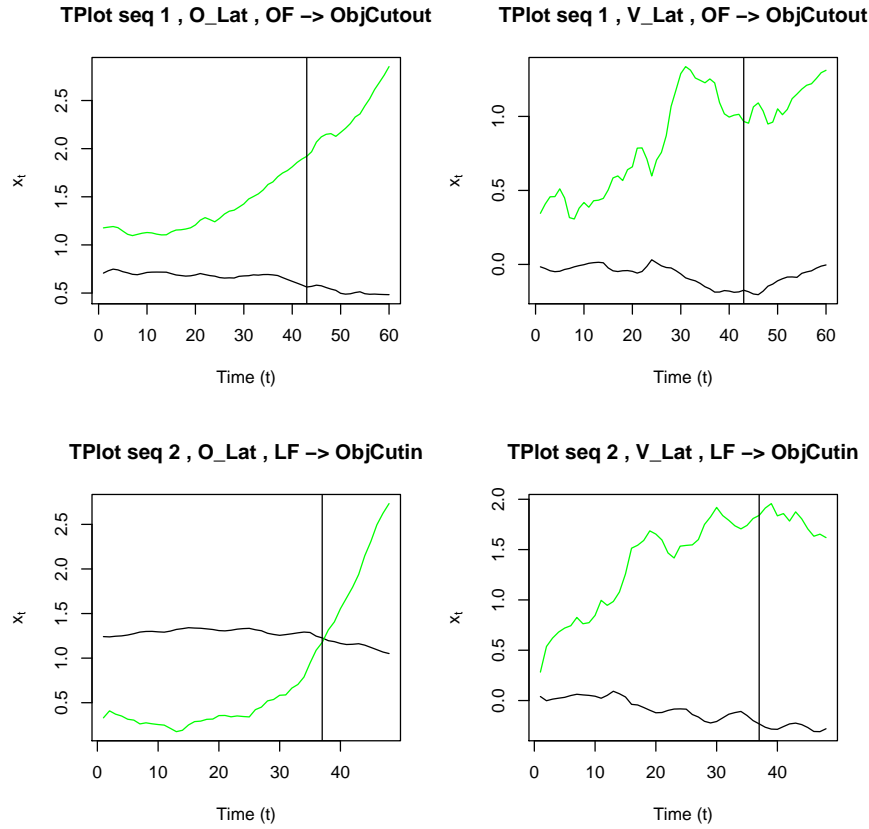 TPlot seq 1 , O_Lat , OF −> ObjCutout
x_t
0.5 1.0 1.5 2.0 2.5
0 10 20 30 40 50 60
Time (t)
TPlot seq 1 , V_Lat , OF −> ObjCutout
x_t
0.0 0.5 1.0
0 10 20 30 40 50 60
Time (t)
TPlot seq 2 , O_Lat , LF −> ObjCutin
x_t
0.5 1.0 1.5 2.0 2.5
0 10 20 30 40
Time (t)
TPlot seq 2 , V_Lat , LF −> ObjCutin
x_t
0.0 0.5 1.0 1.5 2.0
0 10 20 30 40
Time (t)